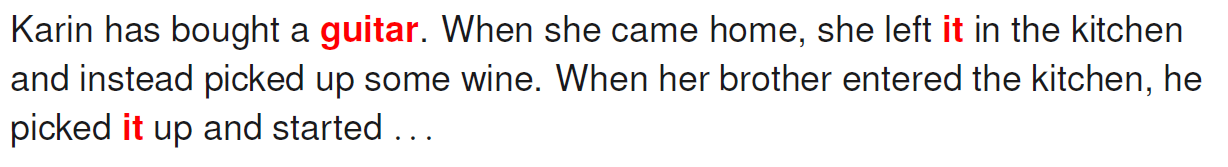 Karin has bought a guitar. When she came home, she left it in the kitchen
and instead picked up some wine. When her brother entered the kitchen, he
picked it up and started . . .